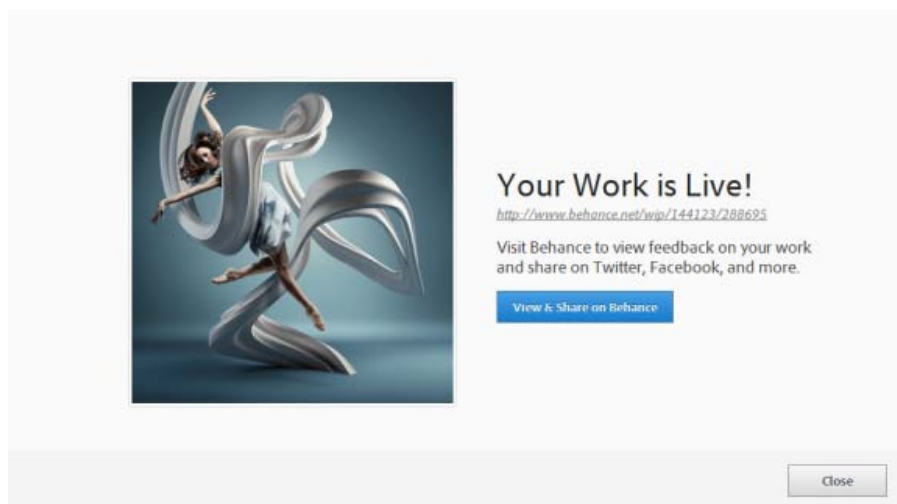 Your Work is Live!
http://www.behance.net/wip/144123/288695
Visit Behance to view feedback on your work
and share on Twitter, Facebook, and more.
View & Share on Behance
Close